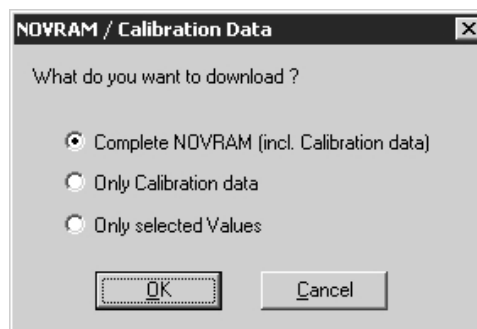 NOVRAM / Calibration Data
What do you want to download ?
Complete NOVRAM (incl. Calibration data)
Only Calibration data
Only selected Values
OK
Cancel